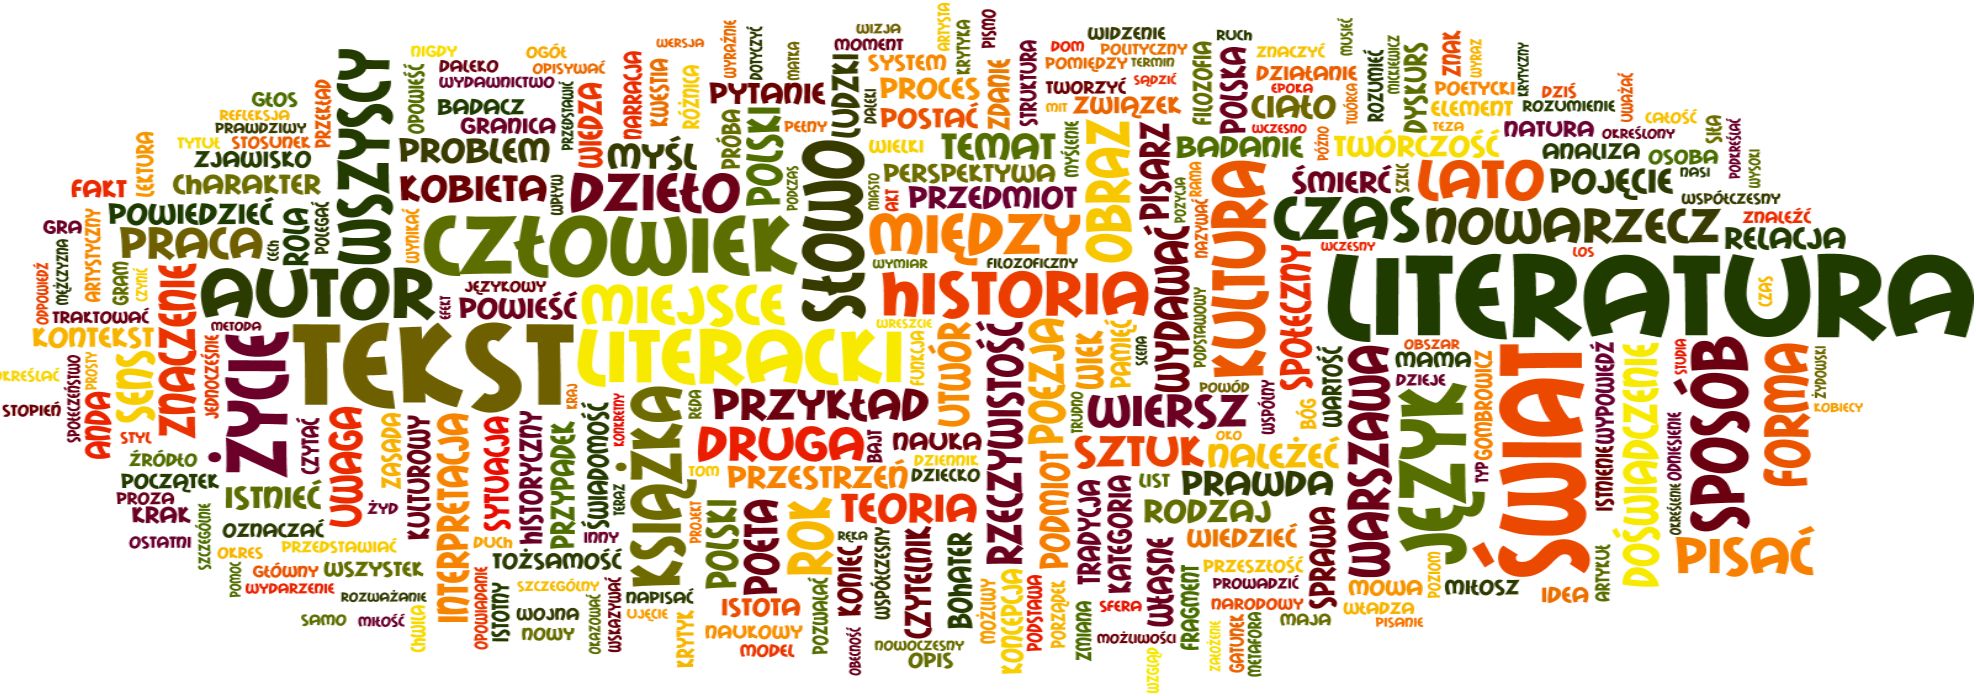 LITERATURA
TEKST
ŚWIAT
CZŁOWIEK
LITERACKI
AUTOR
HISTORIA
JĘZYK
SŁOWO
WSZYSCY
ŻYCIE
KULTURA
SPOSÓB
CZAS
MIEJSCE
MIĘDZY
KSIĄŻKA
DZIEŁO
NOWARZECZ
OBRAZ
LATO
PISAĆ
WARSZAWA
DOŚWIADCZENIE
FORMA
PRZYKŁAD
DRUGA
WIERSZ
SZTUK
ROK
TEORIA
POETA
UTWÓR
RZECZYWISTOŚĆ
PODMIOT
POEZJA
WYDAWAĆ
PISARZ
PRACA
ZNACZENIE
SENS
UWAGA
INTERPRETACJA
PROBLEM
KOBIETA
MYŚL
POLSKI
LUDZKI
PYTANIE
TEMAT
PERSPEKTYWA
PRZEDMIOT
POSTAĆ
PROCES
SYSTEM
ZDANIE
STRUKTURA
ZWIĄZEK
TWORZYĆ
BADANIE
TWÓRCZOŚĆ
CIAŁO
POLSKA
FILOZOFIA
DZIAŁANIE
EPOKA
ZNACZYĆ
RUCH
WIDZENIE
POLITYCZNY
POMIĘDZY
TERMIN
DOM
SĄDZIĆ
MIT
MYŚLENIE
PISMO
KRYTYKA
ARTYSTA
WIZJA
MOMENT
DALEKI
WIELKI
PEŁNY
MATKA
DOTYCZYĆ
WYRAŹNIE
WERSJA
RÓŻNICA
KWESTIA
NARRACJA
WIEDZA
PRÓBA
PODCZAS
OGÓŁ
OPISYWAĆ
NIGDY
DALEKO
WYDAWNICTWO
BADACZ
GRANICA
OPOWIEŚĆ
PRZEDSTAWIĆ
WPŁYW
WYNIKAĆ
PRZEKŁAD
GŁOS
REFLEKSJA
PRAWDZIWY
TYTUŁ
STOSUNEK
ZJAWISKO
CHARAKTER
LEKTURA
FAKT
POWIEDZIEĆ
ROLA
POLEGAĆ
CECH
GRA
MĘŻCZYZNA
ARTYSTYCZNY
ODPOWIEDŹ
GRAM
CZYNIĆ
TRAKTOWAĆ
KONTEKST
METODA
JEDNOCZEŚNIE
OKREŚLAĆ
STOPIEŃ
SPOŁECZEŃSTWO
PROSTY
ANDA
STYL
JĘZYKOWY
POWIEŚĆ
EFEKT
KRAJ
ŹRÓDŁO
POCZĄTEK
PROZA
KRAK
OSTATNI
ISTNIEĆ
OZNACZAĆ
SZCZEGÓLNIE
OKRES
POMOC
GŁÓWNY
WYDARZENIE
PRZEDSTAWIAĆ
WSZYSTEK
ROZWAŻANIE
SAMO
MIŁOŚĆ
CHWILA
CZYTAĆ
ZASADA
ŻYD
KULTUROWY
SYTUACJA
DUCH
HISTORYCZNY
PRZYPADEK
ŚWIADOMOŚĆ
KONKRETNY
TERAZ
INNY
TOŻSAMOŚĆ
SZCZEGÓLNY
OPOWIADANIE
ISTOTNY
WOJNA
NOWY
OKAZOWAĆ
WSKAZYWAĆ
NAPISAĆ
UJĘCIE
KRYTYK
PROJEKT
TOM
REDA
POLSKI
PRZESTRZEŃ
BAJT
NAUKA
DZIENNIK
DZIECKO
ISTOTA
NAUKOWY
MODEL
POZWALAĆ
KONIEC
RĘKA
OBECNOŚĆ
WSPÓŁCZESNY
CZYTELNIK
NOWOCZESNY
OPIS
BOHATER
MOŻLIWY
KONCEPCJA
PODSTAWA
PORZĄDEK
TRADYCJA
KATEGORIA
ZMIANA
SFERA
MOŻLIWOŚCI
WŁASNE
WZGLĄD
FRAGMENT
LIST
PRAWDA
RODZAJ
WIEDZIEĆ
PRZESZŁOŚĆ
PROWADZIĆ
NARODOWY
ZAŁOŻENIE
GATUNEK
METAFORA
MAJA
SPRAWA
MOWA
WŁADZA
PISANIE
POZIOM
MIŁOSZ
IDEA
ARTYKUŁ
NALEŻEĆ
OKO
POWÓD
WSPÓLNY
BÓG
WARTOŚĆ
SPOŁECZNY
WCZESNY
WIEK
PAMIĘĆ
SCENA
TRUDNO
FUNKCJA
WRESZCIE
WYMIAR
FILOZOFICZNY
MIASTO
AKT
PODSTAWOWY
NAZYWAĆ
POZYCJA
RAMA
WCZESNO
PÓŹNO
ŚMIERĆ
SZKIC
TWÓRCA
ROZUMIEĆ
MUSIEĆ
MICKIEWICZ
DYSKURS
ZNAK
WYRAZ
POETYCKI
ELEMENT
TEZA
KRYTYCZNY
DZIŚ
ROZUMIENIE
NATURA
OKREŚLONY
UWAŻAĆ
CAŁOŚĆ
ANALIZA
OSOBA
NASI
SIŁA
PODKREŚLAĆ
WYSOKI
POJĘCIE
WSPÓŁCZESNY
ZNALEŹĆ
RELACJA
LOS
CZAS
OBSZAR
MAMA
DZIEJE
GOMBROWICZ
TYP
ISTNIENIE
WYPOWIEDŹ
STUDIA
ODNIESIENIE
OKREŚLENIE
ŻYDOWSKI
KOBIECY